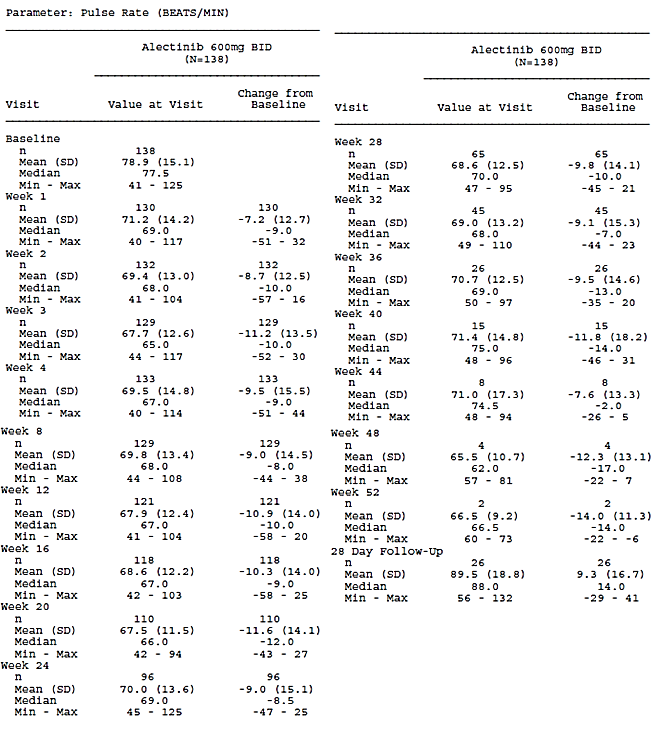 Parameter: Pulse Rate (BEATS/MIN)
Alectinib 600mg BID
(N=138)
Change from
Visit Value at Visit Baseline
Baseline
n 138
Mean (SD) 78.9 (15.1)
Median 77.5
Min - Max 41 - 125
Week 1
n 130 130
Mean (SD) 71.2 (14.2) -7.2 (12.7)
Median 69.0 -9.0
Min - Max 40 - 117 -51 - 32
Week 2
n 132 132
Mean (SD) 69.4 (13.0) -8.7 (12.5)
Median 68.0 -10.0
Min - Max 41 - 104 -57 - 16
Week 3
n 129 129
Mean (SD) 67.7 (12.6) -11.2 (13.5)
Median 65.0 -10.0
Min - Max 44 - 117 -52 - 30
Week 4
n 133 133
Mean (SD) 69.5 (14.8) -9.5 (15.5)
Median 67.0 -9.0
Min - Max 40 - 114 -51 - 44
Week 8
n 129 129
Mean (SD) 69.8 (13.4) -9.0 (14.5)
Median 68.0 -8.0
Min - Max 44 - 108 -44 - 38
Week 12
n 121 121
Mean (SD) 67.9 (12.4) -10.9 (14.0)
Median 67.0 -10.0
Min - Max 41 - 104 -58 - 20
Week 16
n 118 118
Mean (SD) 68.6 (12.2) -10.3 (14.0)
Median 67.0 -9.0
Min - Max 42 - 103 -58 - 25
Week 20
n 110 110
Mean (SD) 67.5 (11.5) -11.6 (14.1)
Median 66.0 -12.0
Min - Max 42 - 94 -43 - 27
Week 24
n 96 96
Mean (SD) 70.0 (13.6) -9.0 (15.1)
Median 69.0 -8.5
Min - Max 45 - 125 -47 - 25
Alectinib 600mg BID
(N=138)
Change from
Visit Value at Visit Baseline
Week 28
n 65 65
Mean (SD) 68.6 (12.5) -9.8 (14.1)
Median 70.0 -10.0
Min - Max 47 - 95 -45 - 21
Week 32
n 45 45
Mean (SD) 69.0 (13.2) -9.1 (15.3)
Median 68.0 -7.0
Min - Max 49 - 110 -44 - 23
Week 36
n 26 26
Mean (SD) 70.7 (12.5) -9.5 (14.6)
Median 69.0 -13.0
Min - Max 50 - 97 -35 - 20
Week 40
n 15 15
Mean (SD) 71.4 (14.8) -11.8 (18.2)
Median 75.0 -14.0
Min - Max 48 - 96 -46 - 31
Week 44
n 8 8
Mean (SD) 71.0 (17.3) -7.6 (13.3)
Median 74.5 -2.0
Min - Max 48 - 94 -26 - 5
Week 48
n 4 4
Mean (SD) 65.5 (10.7) -12.3 (13.1)
Median 62.0 -17.0
Min - Max 57 - 81 -22 - 7
Week 52
n 2 2
Mean (SD) 66.5 (9.2) -14.0 (11.3)
Median 66.5 -14.0
Min - Max 60 - 73 -22 - -6
28 Day Follow-Up
n 26 26
Mean (SD) 89.5 (18.8) 9.3 (16.7)
Median 88.0 14.0
Min - Max 56 - 132 -29 - 41